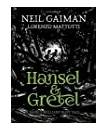 NEIL GAIMAN
LORENZO MATTOTTI
Hansel
& Gretel